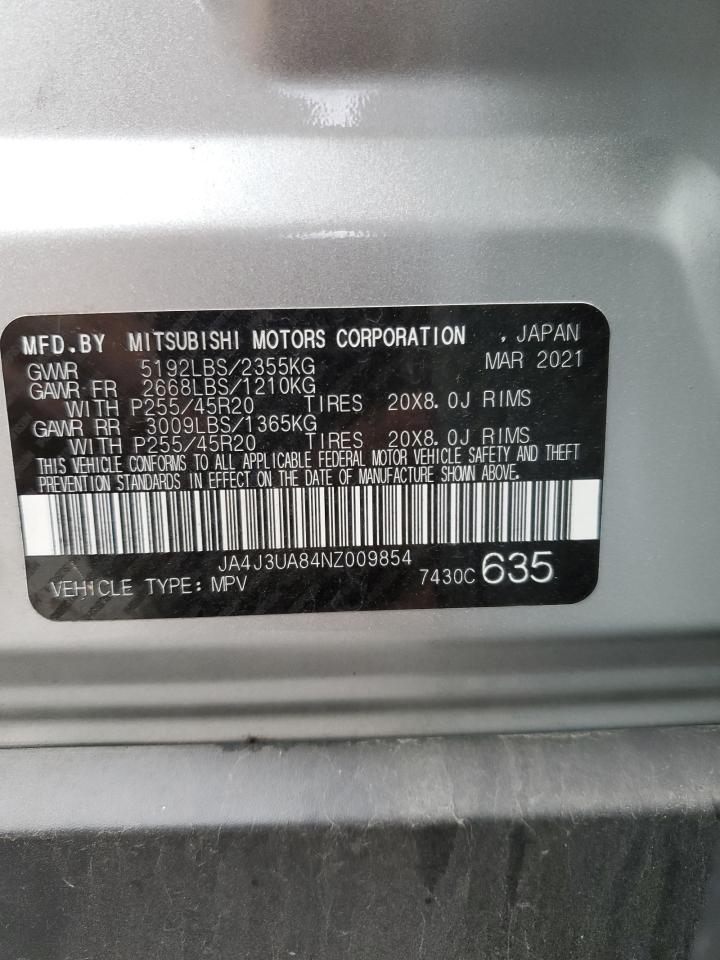 MFD.BY MITSUBISHI MOTORS CORPORATION , JAPAN
GVWR 5192LBS/2355KG MAR 2021
GAWR FR 2668LBS/1210KG
WITH P255/45R20 TIRES 20X8.0J RIMS
GAWR RR 3009LBS/1365KG
WITH P255/45R20 TIRES 20X8.0J RIMS
THIS VEHICLE CONFORMS TO ALL APPLICABLE FEDERAL MOTOR VEHICLE SAFETY AND THEFT
PREVENTION STANDARDS IN EFFECT ON THE DATE OF MANUFACTURE SHOWN ABOVE.
JA4J3UA84NZ009854
VEHICLE TYPE: MPV 7430C 635